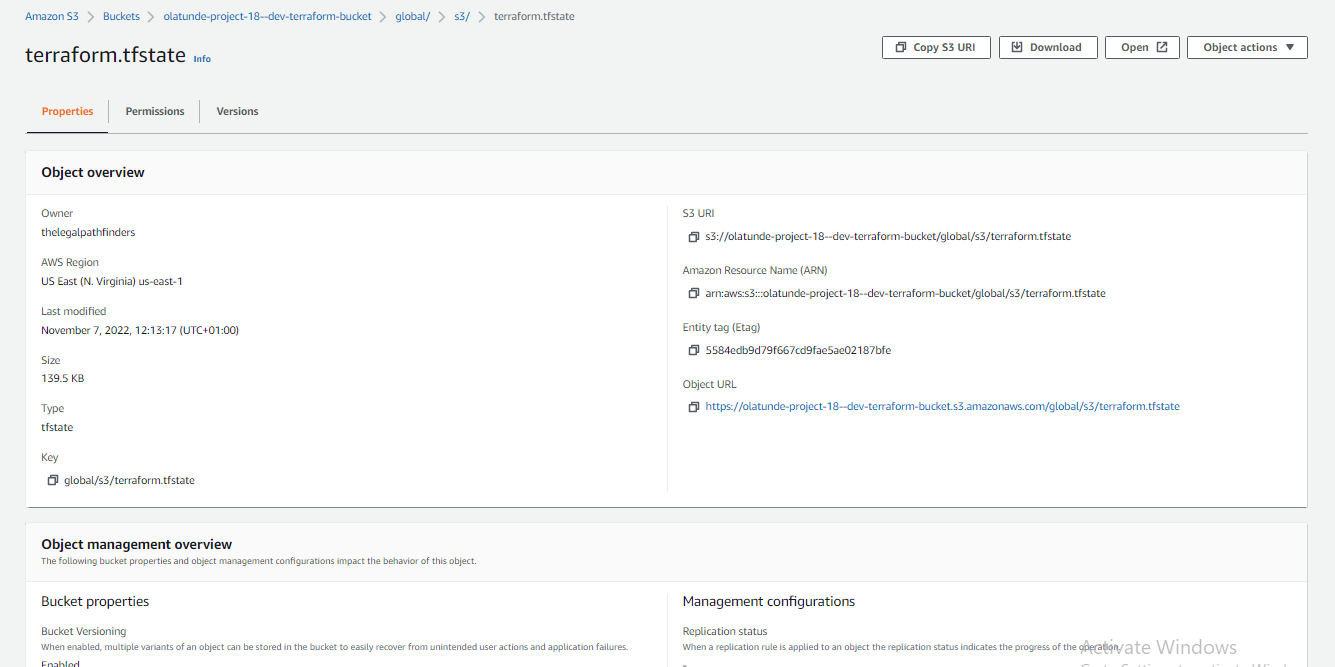 Amazon S3 > Buckets > olatunde-project-18--dev-terraform-bucket > global/ > s3/ > terraform.tfstate
terraform.tfstate Info
Copy S3 URI Download Open Object actions
Properties Permissions Versions
Object overview
Owner
thelegalpathfinders
AWS Region
US East (N. Virginia) us-east-1
Last modified
November 7, 2022, 12:13:17 (UTC+01:00)
Size
139.5 KB
Type
tfstate
Key
global/s3/terraform.tfstate
S3 URI
s3://olatunde-project-18--dev-terraform-bucket/global/s3/terraform.tfstate
Amazon Resource Name (ARN)
arn:aws:s3:::olatunde-project-18--dev-terraform-bucket/global/s3/terraform.tfstate
Entity tag (Etag)
5584edb9d79f667cd9fae5ae02187bfe
Object URL
https://olatunde-project-18--dev-terraform-bucket.s3.amazonaws.com/global/s3/terraform.tfstate
Object management overview
The following bucket properties and object management configurations impact the behavior of this object.
Bucket properties
Bucket Versioning
When enabled, multiple variants of an object can be stored in the bucket to easily recover from unintended user actions and application failures.
Enabled
Management configurations
Replication status
When a replication rule is applied to an object the replication status indicates the progress of the operation.
Activate Windows